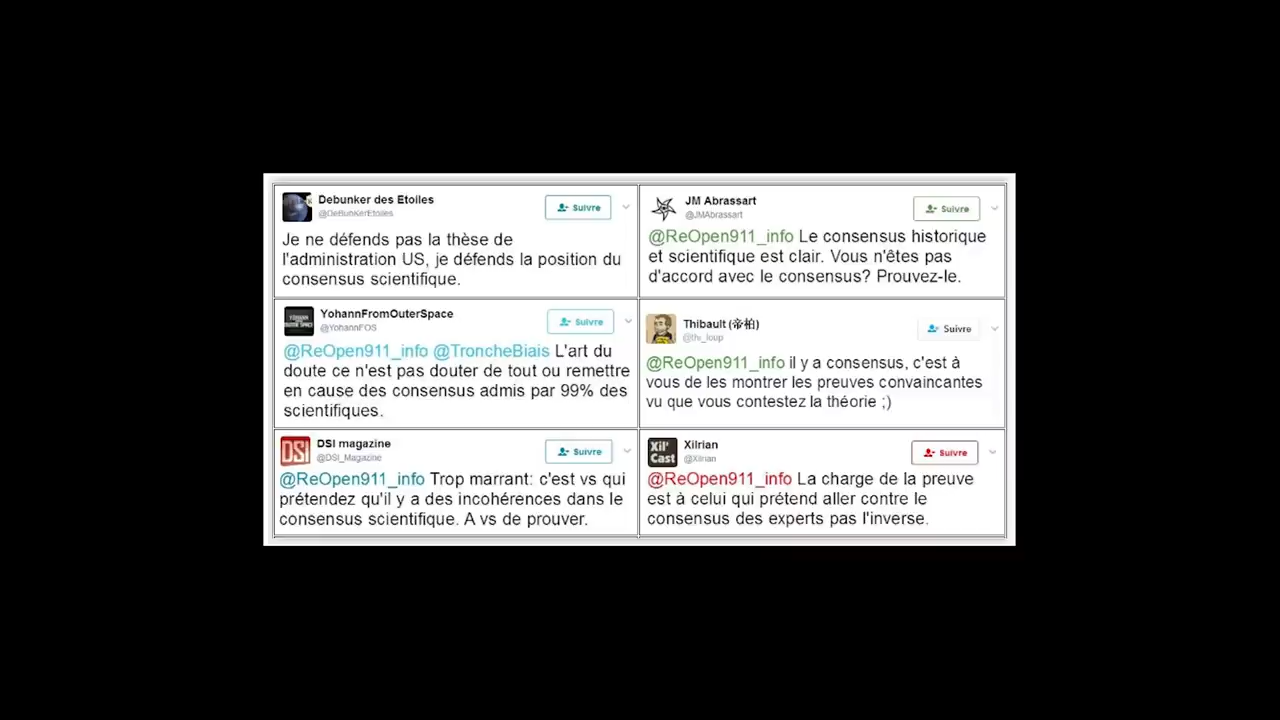 Debunker des Etoiles
@DeBunKerEtoiles
Suivre
Je ne défends pas la thèse de
l'administration US, je défends la position du
consensus scientifique.
JM Abrassart
@JMAbrassart
Suivre
@ReOpen911_info Le consensus historique
et scientifique est clair. Vous n'êtes pas
d'accord avec le consensus? Prouvez-le.
YohannFromOuterSpace
@YohannFOS
Suivre
@ReOpen911_info @TroncheBiais L'art du
doute ce n'est pas douter de tout ou remettre
en cause des consensus admis par 99% des
scientifiques.
Thibault (帝柏)
@thi_loup
Suivre
@ReOpen911_info il y a consensus, c'est à
vous de les montrer les preuves convaincantes
vu que vous contestez la théorie ;)
DSI
DSI magazine
@DSI_Magazine
Suivre
@ReOpen911_info Trop marrant: c'est vs qui
prétendez qu'il y a des incohérences dans le
consensus scientifique. A vs de prouver.
Xil'
Cast
Xilrian
@Xilrian
Suivre
@ReOpen911_info La charge de la preuve
est à celui qui prétend aller contre le
consensus des experts pas l'inverse.